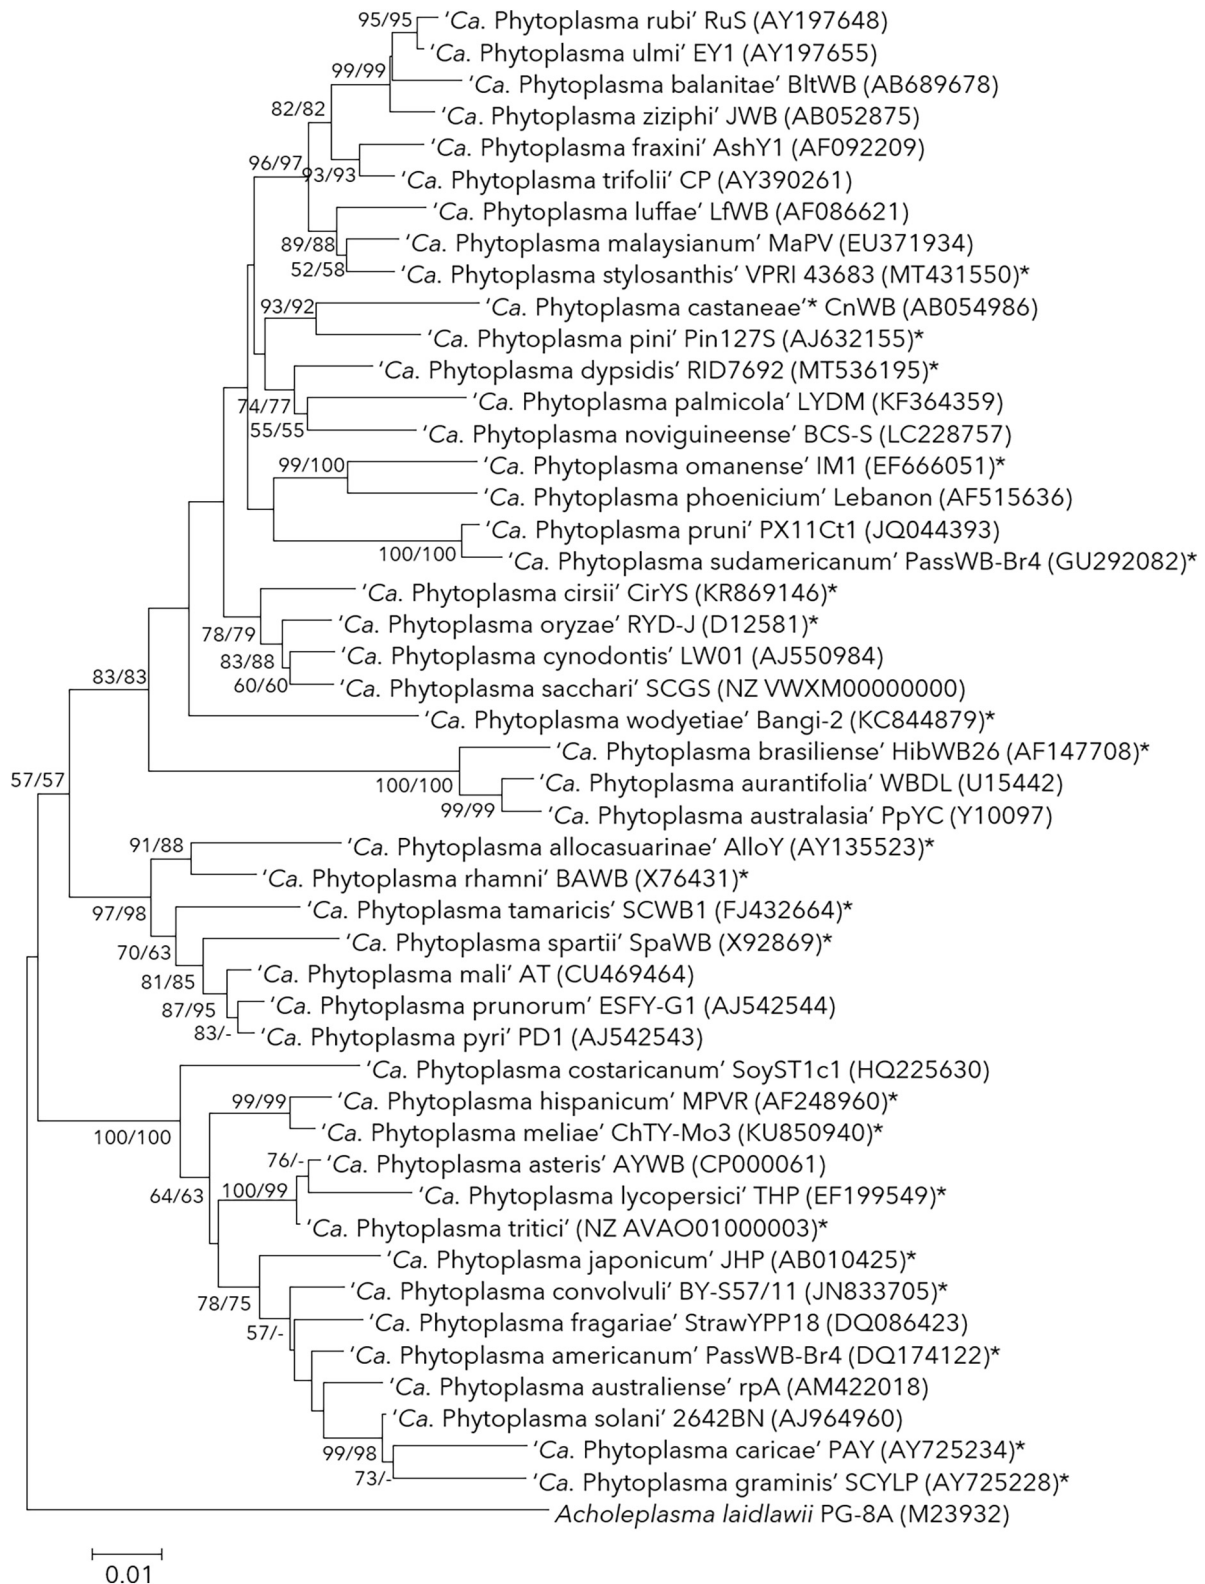 95/95 ‘Ca. Phytoplasma rubi’ RuS (AY197648)
‘Ca. Phytoplasma ulmi’ EY1 (AY197655)
99/99
‘Ca. Phytoplasma balanitae’ BltWB (AB689678)
82/82
‘Ca. Phytoplasma ziziphi’ JWB (AB052875)
‘Ca. Phytoplasma fraxini’ AshY1 (AF092209)
96/97
93/93 ‘Ca. Phytoplasma trifolii’ CP (AY390261)
‘Ca. Phytoplasma luffae’ LfWB (AF086621)
89/88 ‘Ca. Phytoplasma malaysianum’ MaPV (EU371934)
52/58 ‘Ca. Phytoplasma stylosanthis’ VPRI 43683 (MT431550)*
93/92 ‘Ca. Phytoplasma castaneae’* CnWB (AB054986)
‘Ca. Phytoplasma pini’ Pin127S (AJ632155)*
‘Ca. Phytoplasma dypsidis’ RID7692 (MT536195)*
74/77 ‘Ca. Phytoplasma palmicola’ LYDM (KF364359)
55/55 ‘Ca. Phytoplasma noviguineense’ BCS-S (LC228757)
99/100 ‘Ca. Phytoplasma omanense’ IM1 (EF666051)*
‘Ca. Phytoplasma phoenicium’ Lebanon (AF515636)
‘Ca. Phytoplasma pruni’ PX11Ct1 (JQ044393)
100/100 ‘Ca. Phytoplasma sudamericanum’ PassWB-Br4 (GU292082)*
‘Ca. Phytoplasma cirsii’ CirYS (KR869146)*
78/79 ‘Ca. Phytoplasma oryzae’ RYD-J (D12581)*
83/88 ‘Ca. Phytoplasma cynodontis’ LW01 (AJ550984)
83/83
60/60 ‘Ca. Phytoplasma sacchari’ SCGS (NZ VWXM00000000)
‘Ca. Phytoplasma wodyetiae’ Bangi-2 (KC844879)*
‘Ca. Phytoplasma brasiliense’ HibWB26 (AF147708)*
57/57
100/100 ‘Ca. Phytoplasma aurantifolia’ WBDL (U15442)
99/99 ‘Ca. Phytoplasma australasia’ PpYC (Y10097)
91/88 ‘Ca. Phytoplasma allocasuarinae’ AlloY (AY135523)*
‘Ca. Phytoplasma rhamni’ BAWB (X76431)*
97/98 ‘Ca. Phytoplasma tamaricis’ SCWB1 (FJ432664)*
70/63 ‘Ca. Phytoplasma spartii’ SpaWB (X92869)*
81/85 ‘Ca. Phytoplasma mali’ AT (CU469464)
87/95 ‘Ca. Phytoplasma prunorum’ ESFY-G1 (AJ542544)
83/- ‘Ca. Phytoplasma pyri’ PD1 (AJ542543)
‘Ca. Phytoplasma costaricanum’ SoyST1c1 (HQ225630)
99/99 ‘Ca. Phytoplasma hispanicum’ MPVR (AF248960)*
100/100 ‘Ca. Phytoplasma meliae’ ChTY-Mo3 (KU850940)*
76/- ‘Ca. Phytoplasma asteris’ AYWB (CP000061)
64/63 100/99 ‘Ca. Phytoplasma lycopersici’ THP (EF199549)*
‘Ca. Phytoplasma tritici’ (NZ AVAO01000003)*
‘Ca. Phytoplasma japonicum’ JHP (AB010425)*
78/75 ‘Ca. Phytoplasma convolvuli’ BY-S57/11 (JN833705)*
57/- ‘Ca. Phytoplasma fragariae’ StrawYPP18 (DQ086423)
‘Ca. Phytoplasma americanum’ PassWB-Br4 (DQ174122)*
‘Ca. Phytoplasma australiense’ rpA (AM422018)
‘Ca. Phytoplasma solani’ 2642BN (AJ964960)
99/98 ‘Ca. Phytoplasma caricae’ PAY (AY725234)*
73/- ‘Ca. Phytoplasma graminis’ SCYLP (AY725228)*
Acholeplasma laidlawii PG-8A (M23932)
0.01